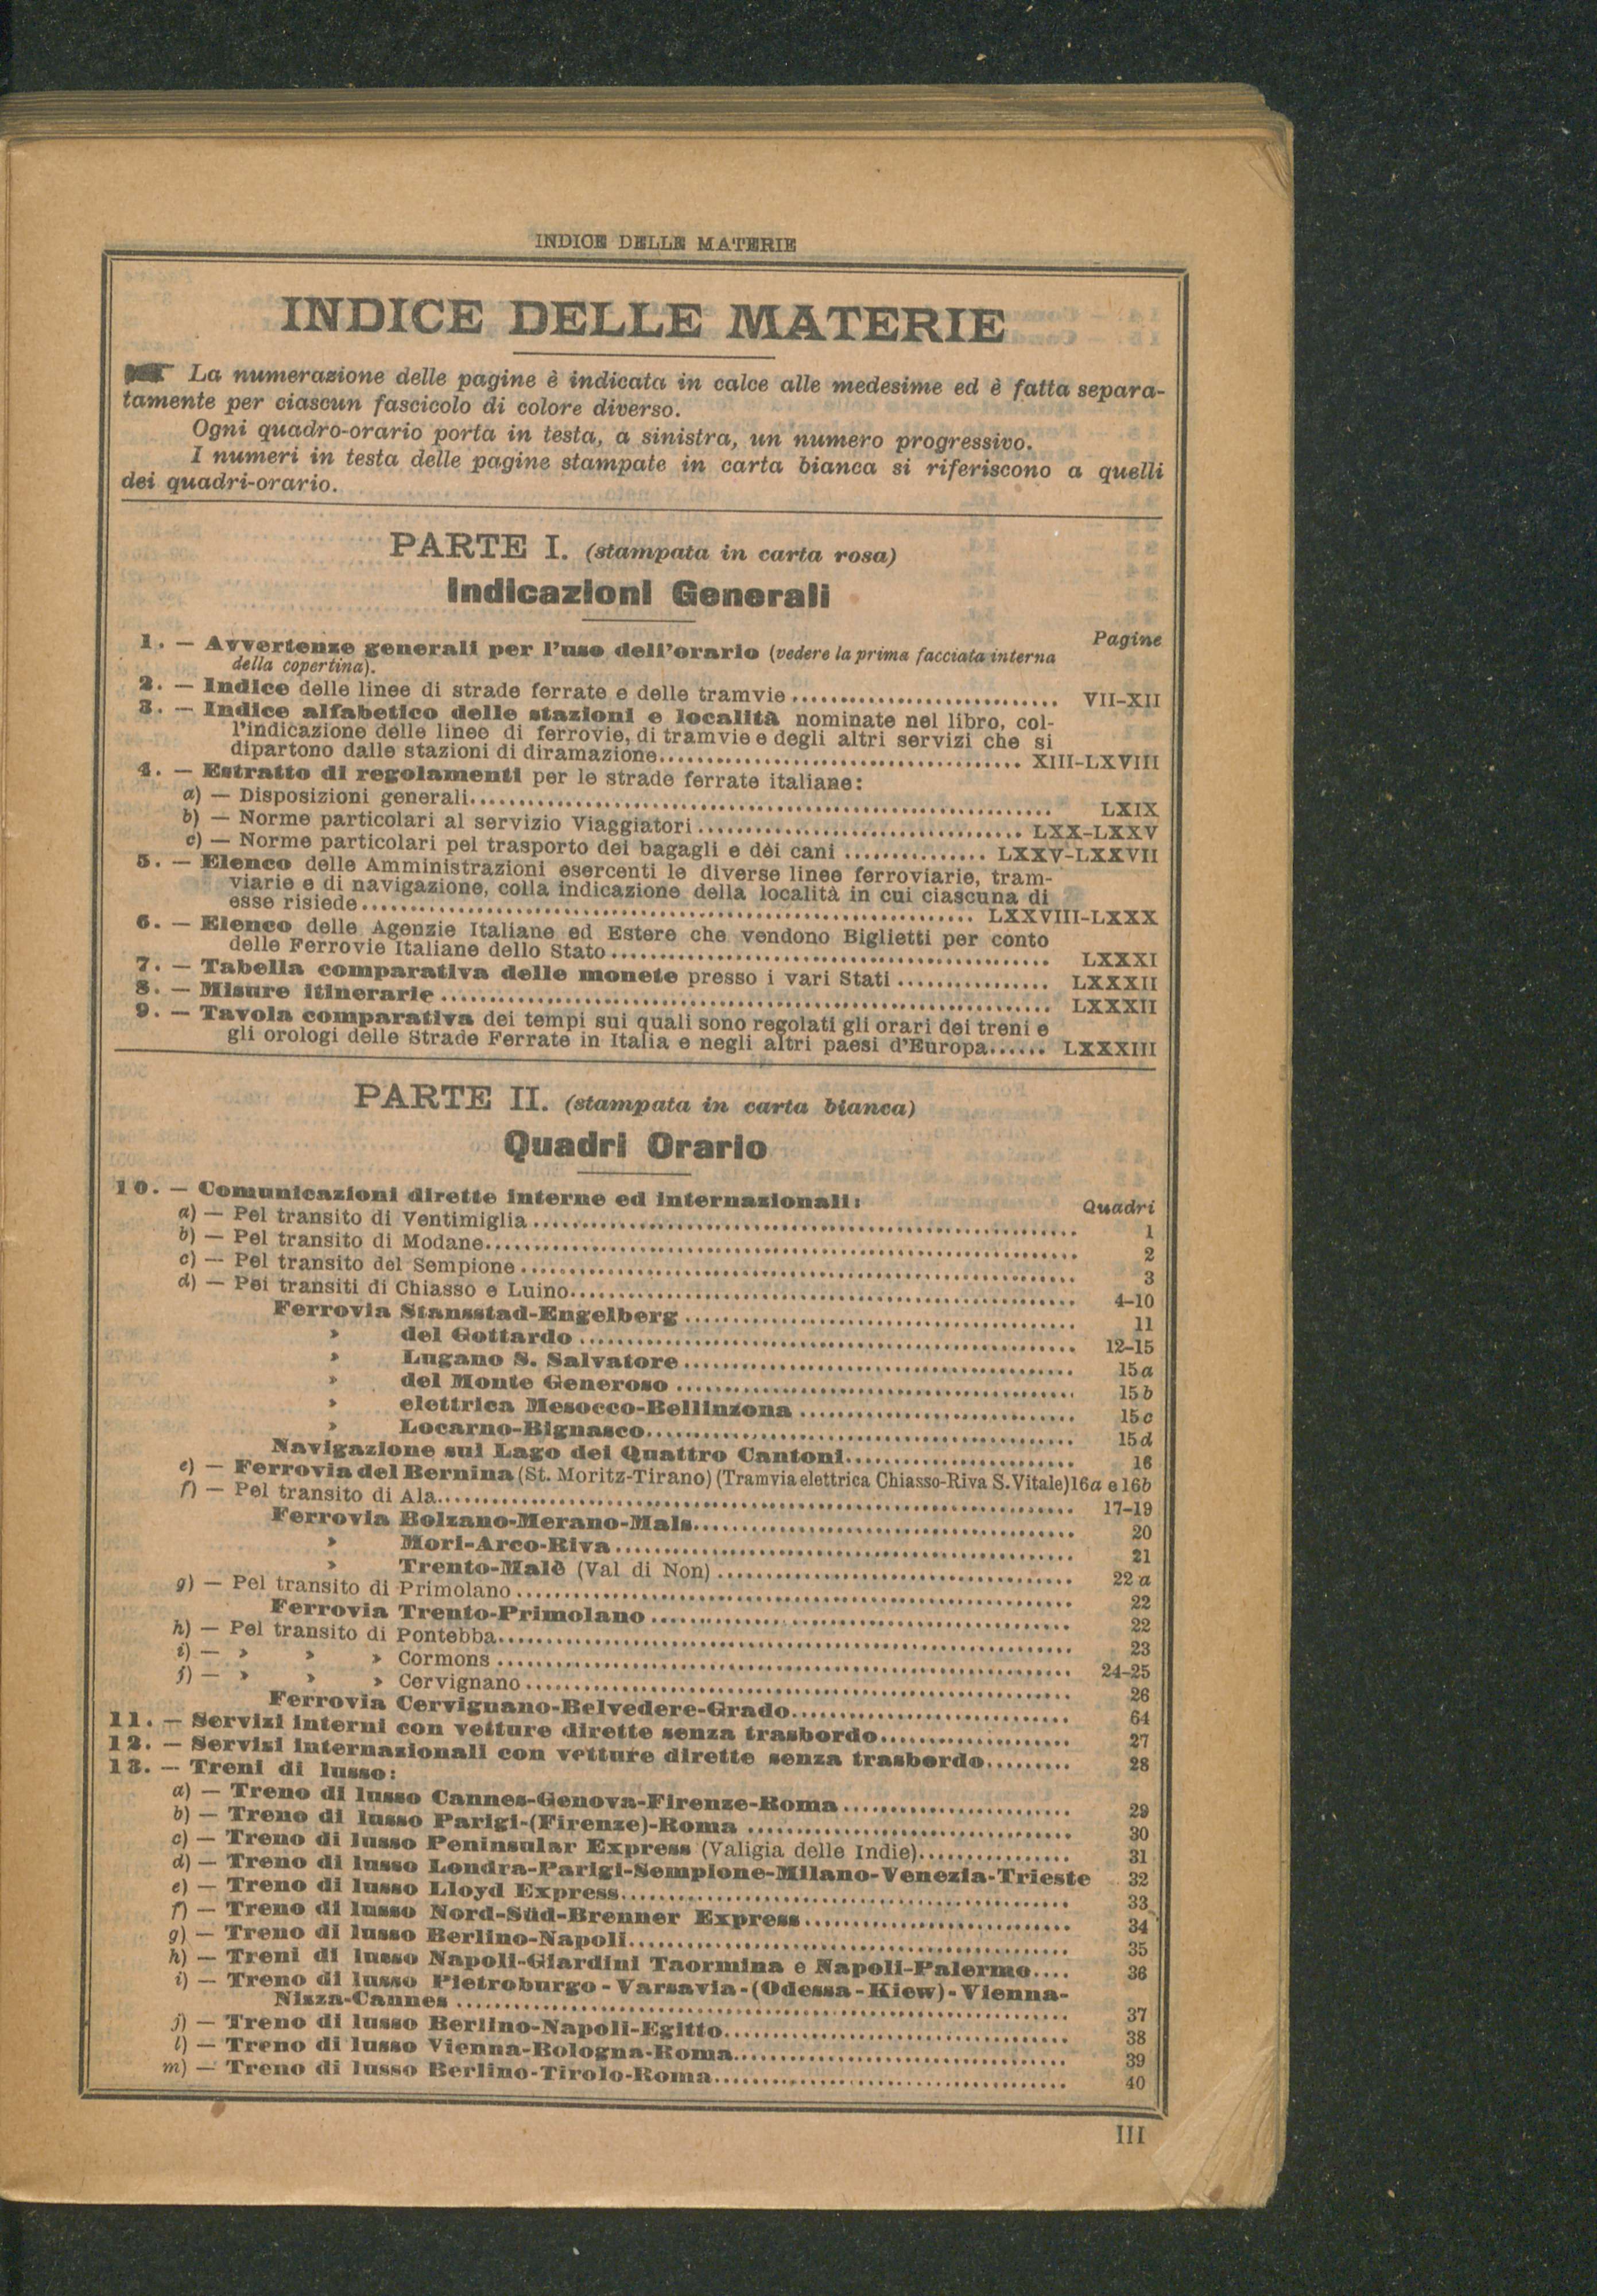 INDICE DELLE MATERIE
INDICE DELLE MATERIE
La numerazione delle pagine è indicata in calce alle medesime ed è fatta separa-
tamente per ciascun fascicolo di colore diverso.
Ogni quadro-orario porta in testa, a sinistra, un numero progressivo.
I numeri in testa delle pagine stampate in carta bianca si riferiscono a quelli
dei quadri-orario.
PARTE I. (stampata in carta rosa)
Indicazioni Generali
Pagine
1. — Avvertenze generali per l'uso dell'orario (vedere la prima facciata interna
della copertina).
2. — Indice delle linee di strade ferrate e delle tramvie ........ VII-XII
3. — Indice alfabetico delle stazioni e località nominate nel libro, col-
l'indicazione delle linee di ferrovie, di tramvie e degli altri servizi che si
dipartono dalle stazioni di diramazione........ XIII-LXVIII
4. — Estratto di regolamenti per le strade ferrate italiane:
a) — Disposizioni generali........ LXIX
b) — Norme particolari al servizio Viaggiatori........ LXX-LXXV
c) — Norme particolari pel trasporto dei bagagli e dèi cani ........ LXXV-LXXVII
5. — Elenco delle Amministrazioni esercenti le diverse linee ferroviarie, tram-
viarie e di navigazione, colla indicazione della località in cui ciascuna di
esse risiede........ LXXVIII-LXXX
6. — Elenco delle Agenzie Italiane ed Estere che vendono Biglietti per conto
delle Ferrovie Italiane dello Stato........ LXXXI
7. — Tabella comparativa delle monete presso i vari Stati ........ LXXXII
8. — Misure itinerarie ........ LXXXII
9. — Tavola comparativa dei tempi sui quali sono regolati gli orari dei treni e
gli orologi delle Strade Ferrate in Italia e negli altri paesi d'Europa...... LXXXIII
PARTE II. (stampata in carta bianca)
Quadri Orario
10. — Comunicazioni dirette interne ed internazionali: Quadri
a) — Pel transito di Ventimiglia ........ 1
b) — Pel transito di Modane........ 2
c) — Pel transito del Sempione ........ 3
d) — Pei transiti di Chiasso e Luino........ 4-10
Ferrovia Stansstad-Engelberg ........ 11
» del Gottardo ........ 12-15
» Lugano S. Salvatore........ 15a
» del Monte Generoso ........ 15b
» elettrica Mesocco-Bellinzona ........ 15c
» Locarno-Bignasco........ 15d
Navigazione sul Lago dei Quattro Cantoni........ 16
e) — Ferrovia del Bernina (St. Moritz-Tirano) (Tramvia elettrica Chiasso-Riva S. Vitale) 16a e 16b
f) — Pel transito di Ala........ 17-19
Ferrovia Bolzano-Merano-Mals........ 20
» Mori-Arco-Riva........ 21
» Trento-Malè (Val di Non) ........ 22a
g) — Pel transito di Primolano ........ 22
Ferrovia Trento-Primolano ........ 22
h) — Pel transito di Pontebba........ 23
i) — » » » Cormons ........ 24-25
j) — » » » Cervignano ........ 26
Ferrovia Cervignano-Belvedere-Grado........ 64
11. — Servizi interni con vetture dirette senza trasbordo........ 27
12. — Servizi internazionali con vetture dirette senza trasbordo........ 28
13. — Treni di lusso:
a) — Treno di lusso Cannes-Genova-Firenze-Roma........ 29
b) — Treno di lusso Parigi-(Firenze)-Roma ........ 30
c) — Treno di lusso Peninsular Express (Valigia delle Indie)........ 31
d) — Treno di lusso Londra-Parigi-Sempione-Milano-Venezia-Trieste 32
e) — Treno di lusso Lloyd Express........ 33
f) — Treno di lusso Nord-Süd-Brenner Express........ 34
g) — Treno di lusso Berlino-Napoli........ 35
h) — Treni di lusso Napoli-Giardini Taormina e Napoli-Palermo.... 36
i) — Treno di lusso Pietroburgo-Varsavia-(Odessa-Kiew)-Vienna-
Nizza-Cannes ........ 37
j) — Treno di lusso Berlino-Napoli-Egitto........ 38
l) — Treno di lusso Vienna-Bologna-Roma........ 39
m) — Treno di lusso Berlino-Tirolo-Roma........ 40
III